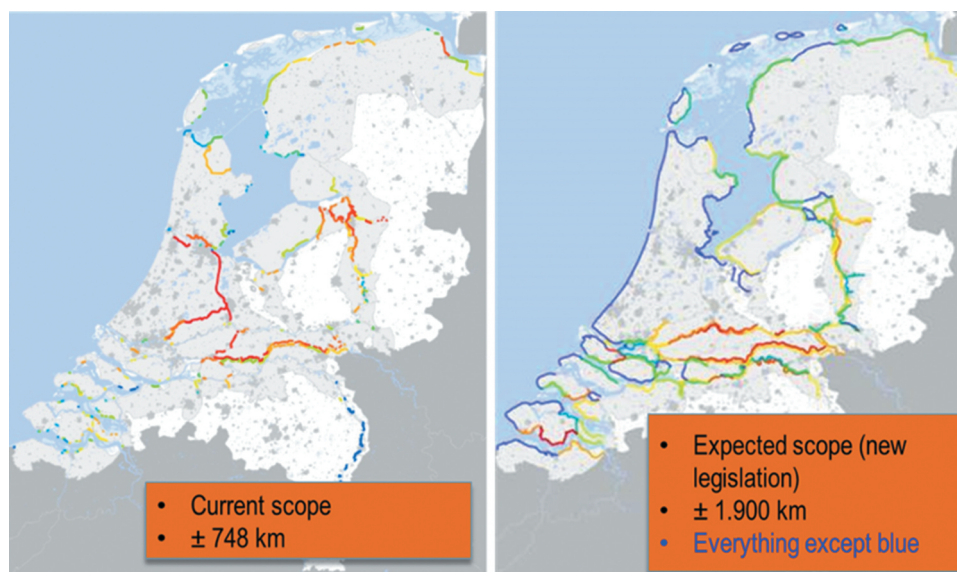 • Current scope
• ± 748 km
• Expected scope (new
legislation)
• ± 1.900 km
• Everything except blue